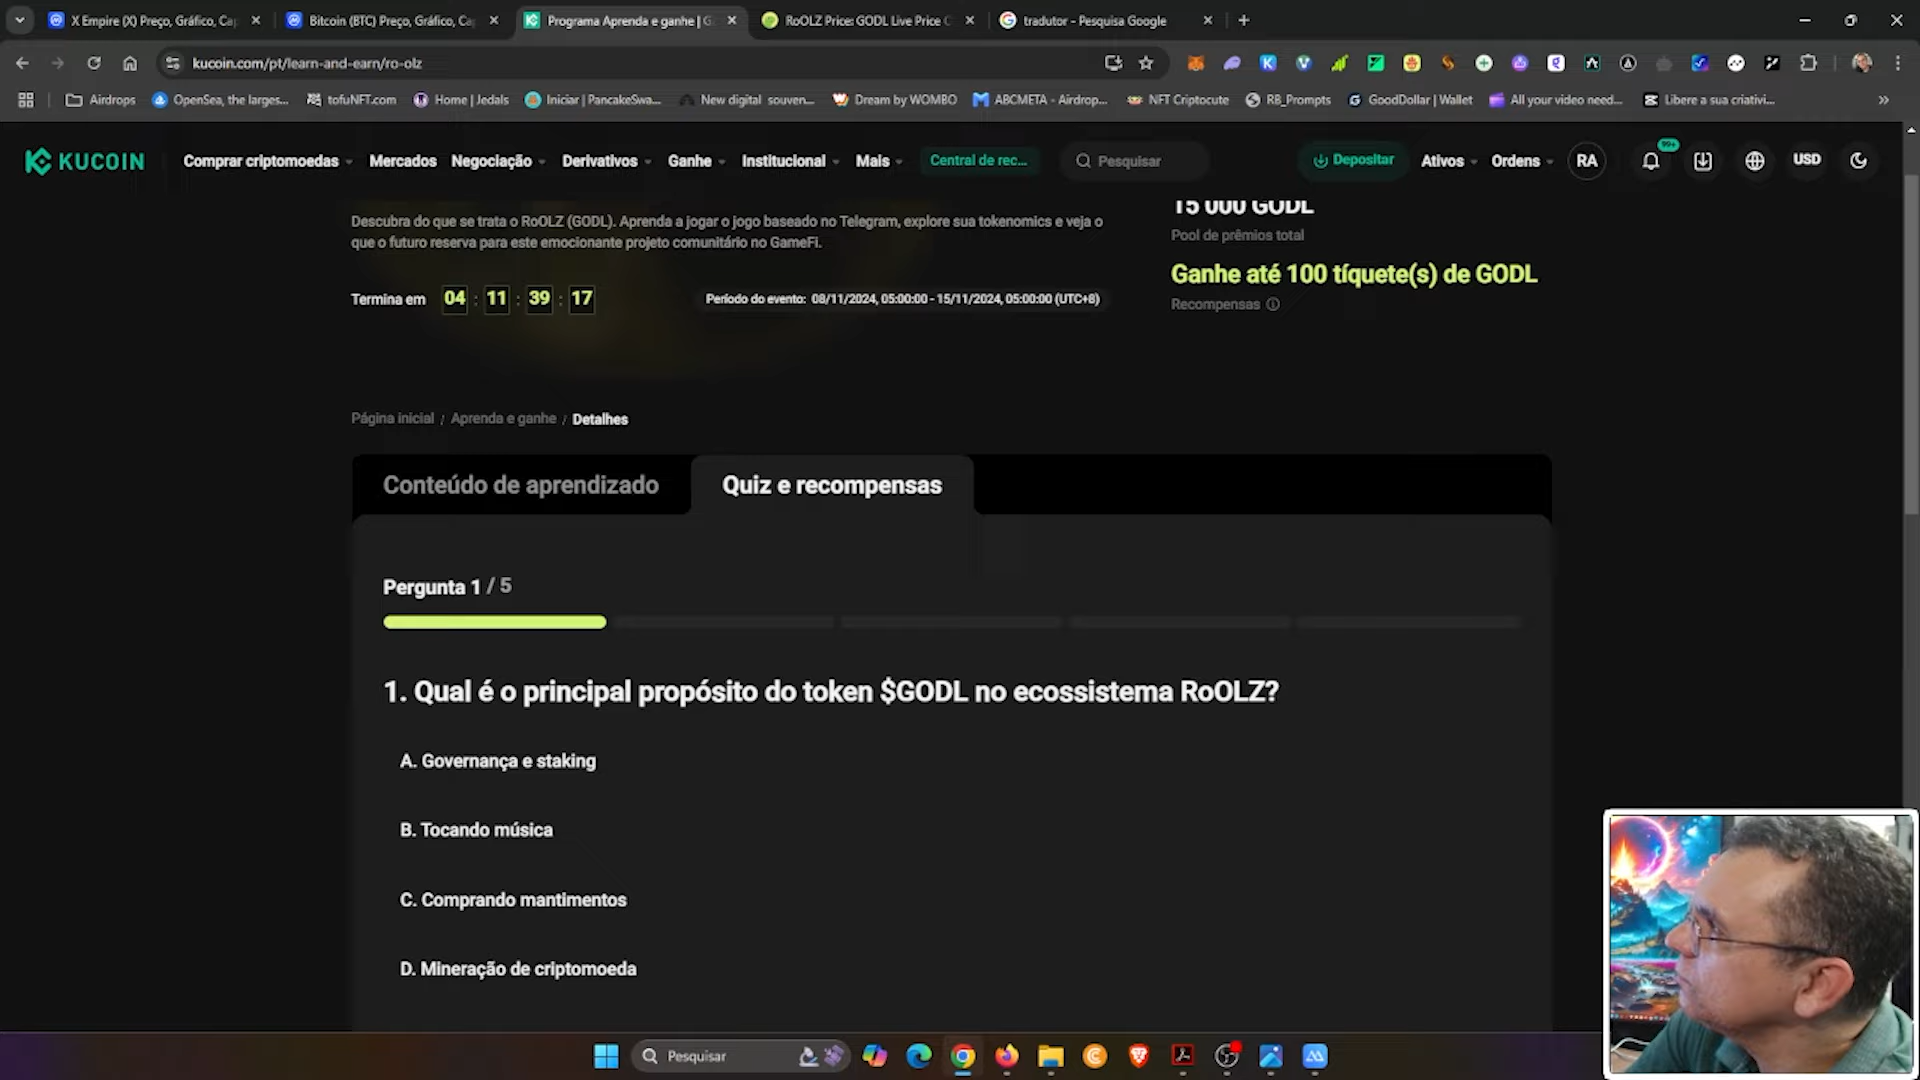 X Empire (X) Preço, Gráfico, Ca
Bitcoin (BTC) Preço, Gráfico, Ca
Programa Aprenda e ganhe | G
RoOLZ Price: GODL Live Price C
tradutor - Pesquisa Google
kucoin.com/pt/learn-and-earn/ro-olz
Airdrops
OpenSea, the larges...
tofuNFT.com
Home | Jedals
Iniciar | PancakeSwa...
New digital souven...
Dream by WOMBO
ABCMETA - Airdrop...
NFT Criptocute
RB_Prompts
GoodDollar | Wallet
All your video need...
Libere a sua criativi...
KUCOIN
Comprar criptomoedas
Mercados
Negociação
Derivativos
Ganhe
Institucional
Mais
Central de rec...
Pesquisar
Depositar
Ativos
Ordens
RA
99+
USD
Descubra do que se trata o RoOLZ (GODL). Aprenda a jogar o jogo baseado no Telegram, explore sua tokenomics e veja o
que o futuro reserva para este emocionante projeto comunitário no GameFi.
15 000 GODL
Pool de prêmios total
Ganhe até 100 tíquete(s) de GODL
Recompensas
Termina em 04 : 11 : 39 : 17
Período do evento: 08/11/2024, 05:00:00 - 15/11/2024, 05:00:00 (UTC+8)
Página inicial / Aprenda e ganhe / Detalhes
Conteúdo de aprendizado
Quiz e recompensas
Pergunta 1 / 5
1. Qual é o principal propósito do token $GODL no ecossistema RoOLZ?
A. Governança e staking
B. Tocando música
C. Comprando mantimentos
D. Mineração de criptomoeda
Pesquisar